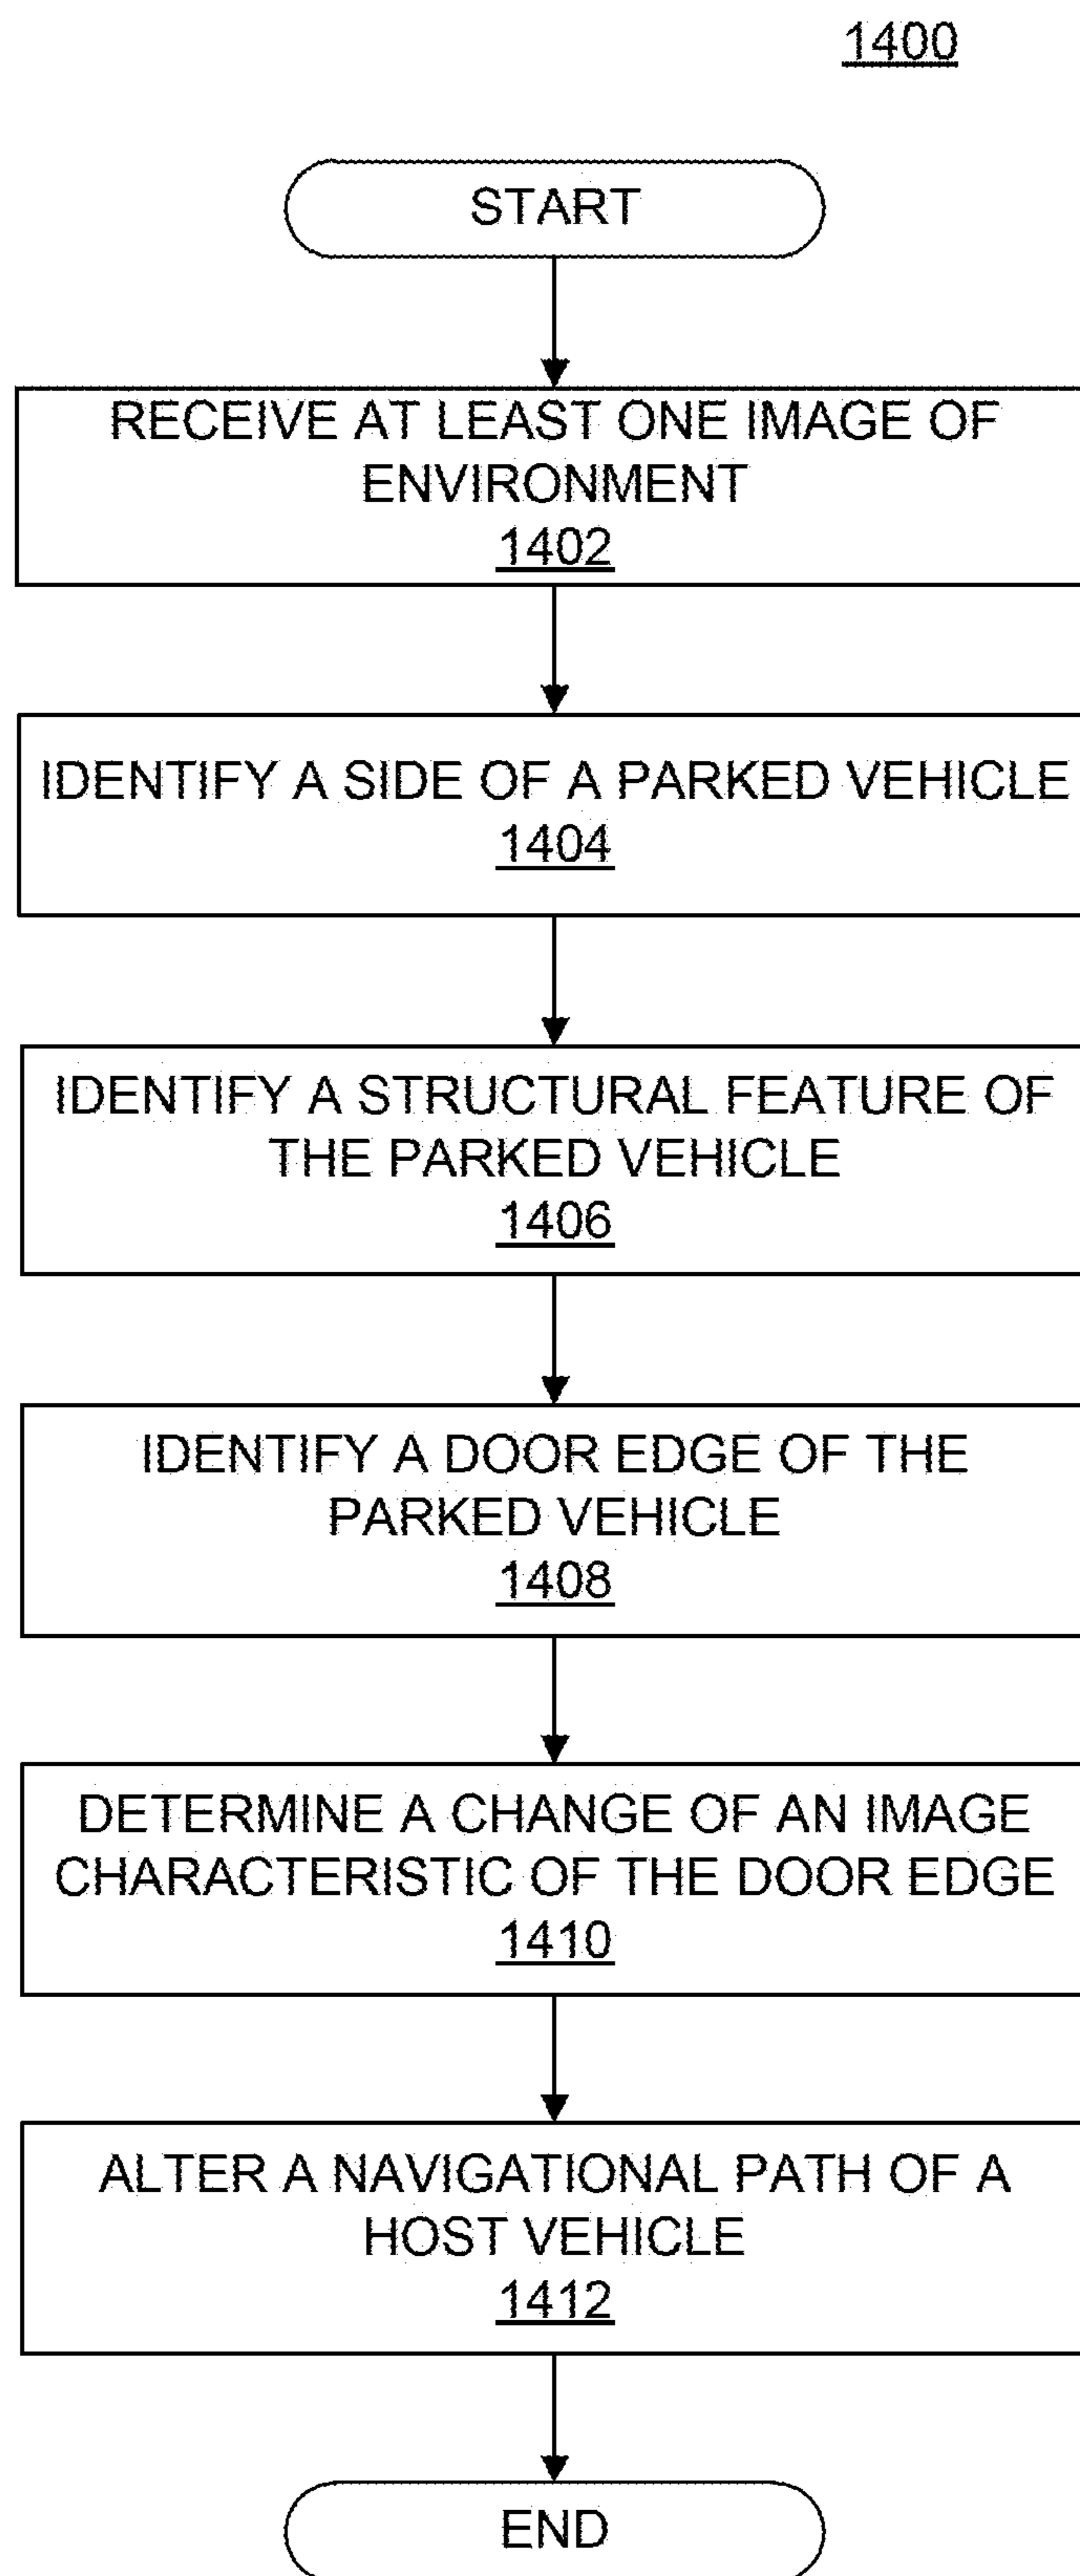 1400
START
RECEIVE AT LEAST ONE IMAGE OF
ENVIRONMENT
1402
IDENTIFY A SIDE OF A PARKED VEHICLE
1404
IDENTIFY A STRUCTURAL FEATURE OF
THE PARKED VEHICLE
1406
IDENTIFY A DOOR EDGE OF THE
PARKED VEHICLE
1408
DETERMINE A CHANGE OF AN IMAGE
CHARACTERISTIC OF THE DOOR EDGE
1410
ALTER A NAVIGATIONAL PATH OF A
HOST VEHICLE
1412
END